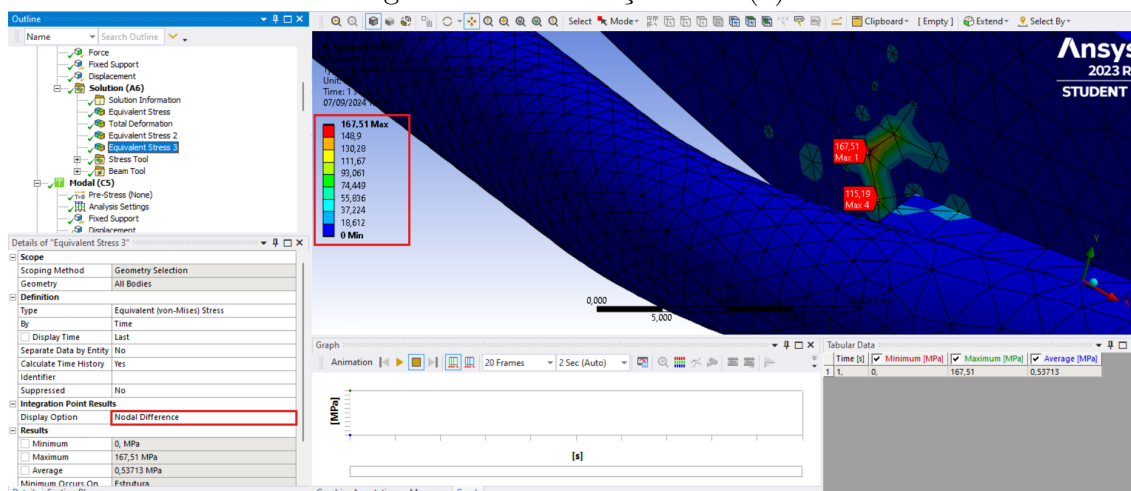 Outline
Name
Search Outline
Force
Fixed Support
Displacement
Solution (A6)
Solution Information
Equivalent Stress
Total Deformation
Equivalent Stress 2
Equivalent Stress 3
Stress Tool
Beam Tool
Modal (C5)
Pre-Stress (None)
Analysis Settings
Fixed Support
Displacement
Details of "Equivalent Stress 3"
Scope
Scoping Method Geometry Selection
Geometry All Bodies
Definition
Type Equivalent (von-Mises) Stress
By Time
Display Time Last
Separate Data by Entity No
Calculate Time History Yes
Identifier
Suppressed No
Integration Point Results
Display Option Nodal Difference
Results
Minimum 0, MPa
Maximum 167,51 MPa
Average 0,53713 MPa
Minimum Occurs On Estrutura
Select Mode
Clipboard [ Empty ] Extend Select By
Unit:
Time: 1
07/09/2024
167,51 Max
148,9
130,28
111,67
93,061
74,449
55,836
37,224
18,612
0 Min
167,51
Max 1
115,19
Max 4
Ansys
2023 R
STUDENT
Y
X
0,000
5,000
Graph
Animation 20 Frames 2 Sec (Auto)
[MPa]
[s]
Tabular Data
Time [s] Minimum [MPa] Maximum [MPa] Average [MPa]
1 1, 0, 167,51 0,53713